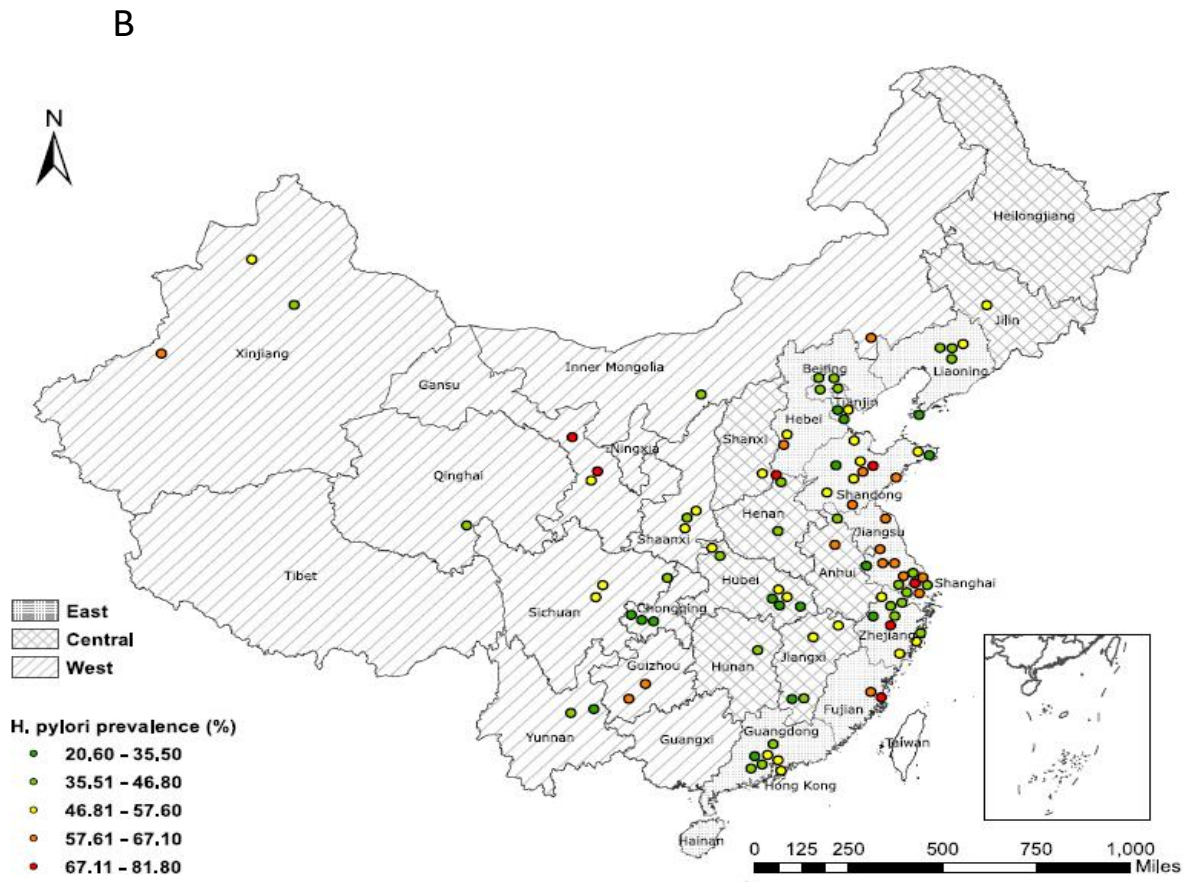 B
N
Heilongjiang
Jilin
Xinjiang
Inner Mongolia
Beijing
Liaoning
Gansu
Tianjin
Hebei
Shanxi
Ningxia
Qinghai
Shandong
Henan
Jiangsu
Shaanxi
Tibet
Anhui
Hubei
Shanghai
Sichuan
Chongqing
Zhejiang
Guizhou
Hunan
Jiangxi
Fujian
Yunnan
Guangxi
Guangdong
Taiwan
Hong Kong
Hainan
East
Central
West
H. pylori prevalence (%)
20.60 – 35.50
35.51 – 46.80
46.81 – 57.60
57.61 – 67.10
67.11 – 81.80
0 125 250 500 750 1,000
Miles